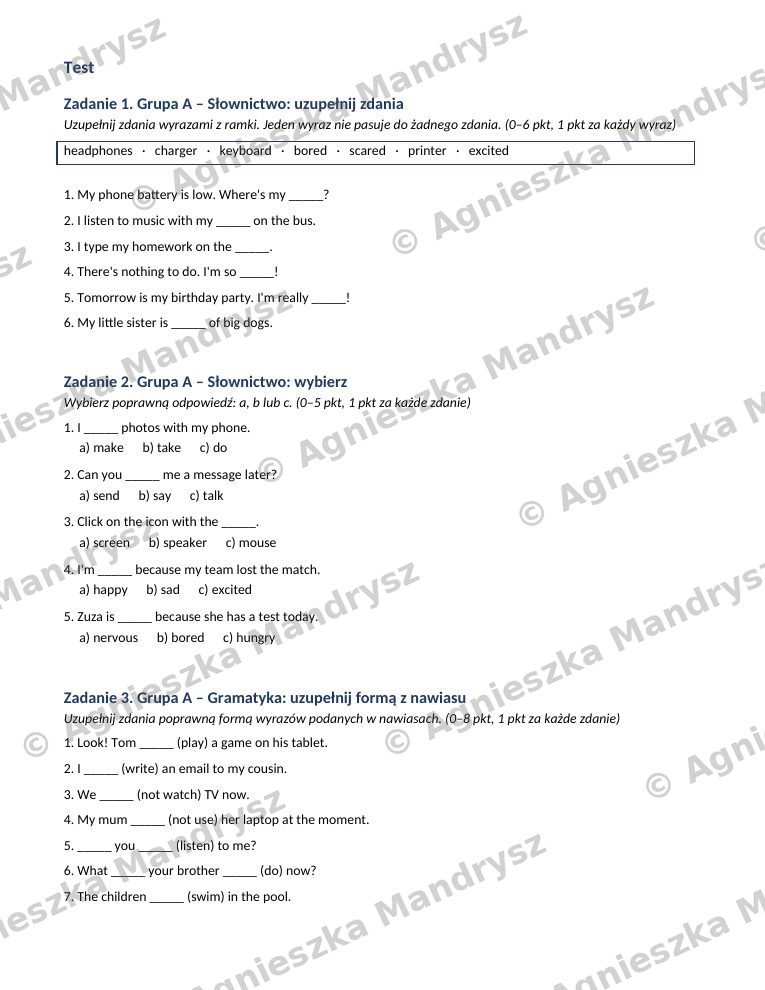 Test
Zadanie 1. Grupa A – Słownictwo: uzupełnij zdania
Uzupełnij zdania wyrazami z ramki. Jeden wyraz nie pasuje do żadnego zdania. (0–6 pkt, 1 pkt za każdy wyraz)
headphones · charger · keyboard · bored · scared · printer · excited
1. My phone battery is low. Where's my _____?
2. I listen to music with my _____ on the bus.
3. I type my homework on the _____.
4. There's nothing to do. I'm so _____!
5. Tomorrow is my birthday party. I'm really _____!
6. My little sister is _____ of big dogs.
Zadanie 2. Grupa A – Słownictwo: wybierz
Wybierz poprawną odpowiedź: a, b lub c. (0–5 pkt, 1 pkt za każde zdanie)
1. I _____ photos with my phone.
a) make b) take c) do
2. Can you _____ me a message later?
a) send b) say c) talk
3. Click on the icon with the _____.
a) screen b) speaker c) mouse
4. I'm _____ because my team lost the match.
a) happy b) sad c) excited
5. Zuza is _____ because she has a test today.
a) nervous b) bored c) hungry
Zadanie 3. Grupa A – Gramatyka: uzupełnij formą z nawiasu
Uzupełnij zdania poprawną formą wyrazów podanych w nawiasach. (0–8 pkt, 1 pkt za każde zdanie)
1. Look! Tom _____ (play) a game on his tablet.
2. I _____ (write) an email to my cousin.
3. We _____ (not watch) TV now.
4. My mum _____ (not use) her laptop at the moment.
5. _____ you _____ (listen) to me?
6. What _____ your brother _____ (do) now?
7. The children _____ (swim) in the pool.
© Agnieszka Mandrysz